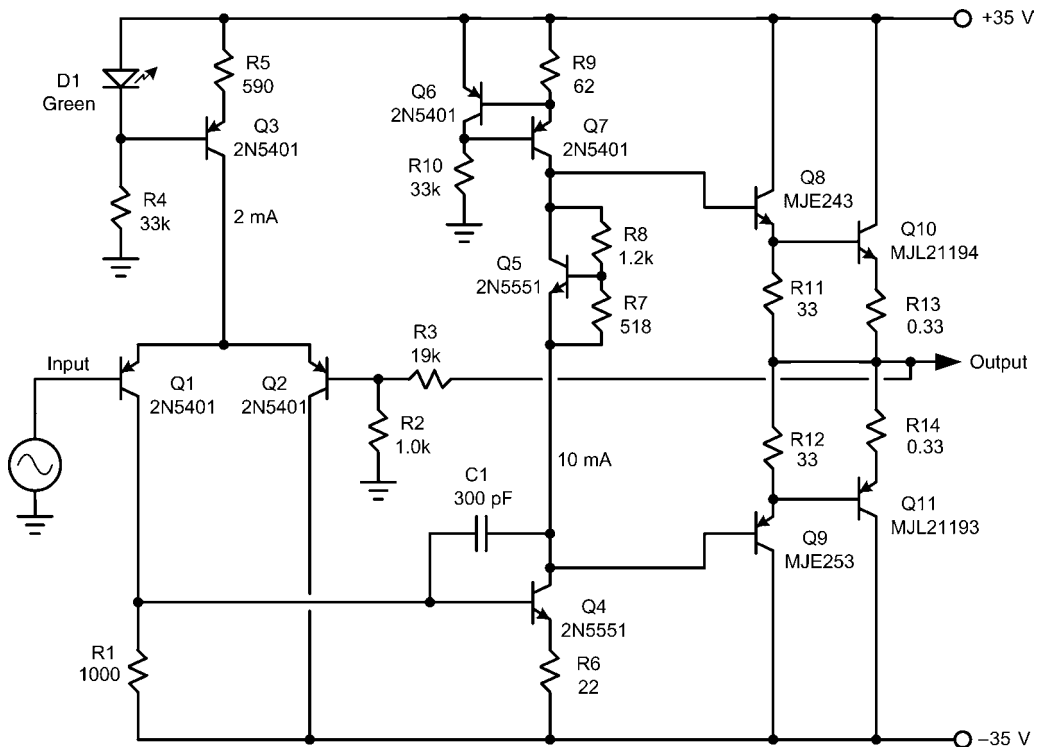 +35 V
D1
Green
R5
590
Q3
2N5401
R4
33k
2 mA
Q6
2N5401
R9
62
Q7
2N5401
R10
33k
Q8
MJE243
Q10
MJL21194
Q5
2N5551
R8
1.2k
R7
518
R11
33
R13
0.33
Input
Q1
2N5401
Q2
2N5401
R3
19k
R2
1.0k
Output
C1
300 pF
10 mA
R12
33
R14
0.33
Q11
MJL21193
Q9
MJE253
Q4
2N5551
R1
1000
R6
22
–35 V